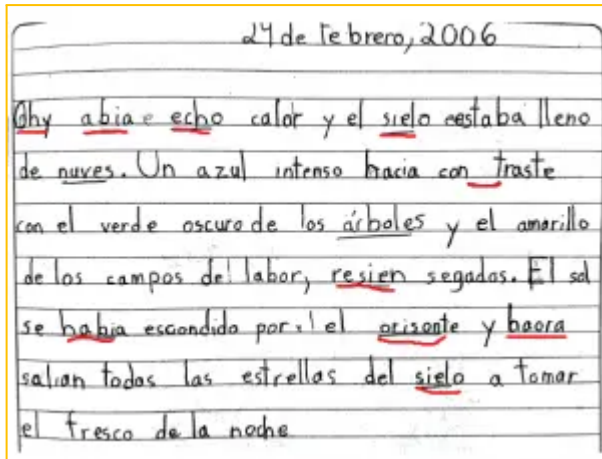 24 de febrero, 2006
Ohy abia e echo calor y el sielo eestaba lleno
de nuves. Un azul intenso hacia con traste
con el verde oscuro de los árboles y el amarillo
de los campos del labor, resien segados. El sol
se habia escondido por el orisonte y baora
salian todas las estrellas del sielo a tomar
el fresco de la noche